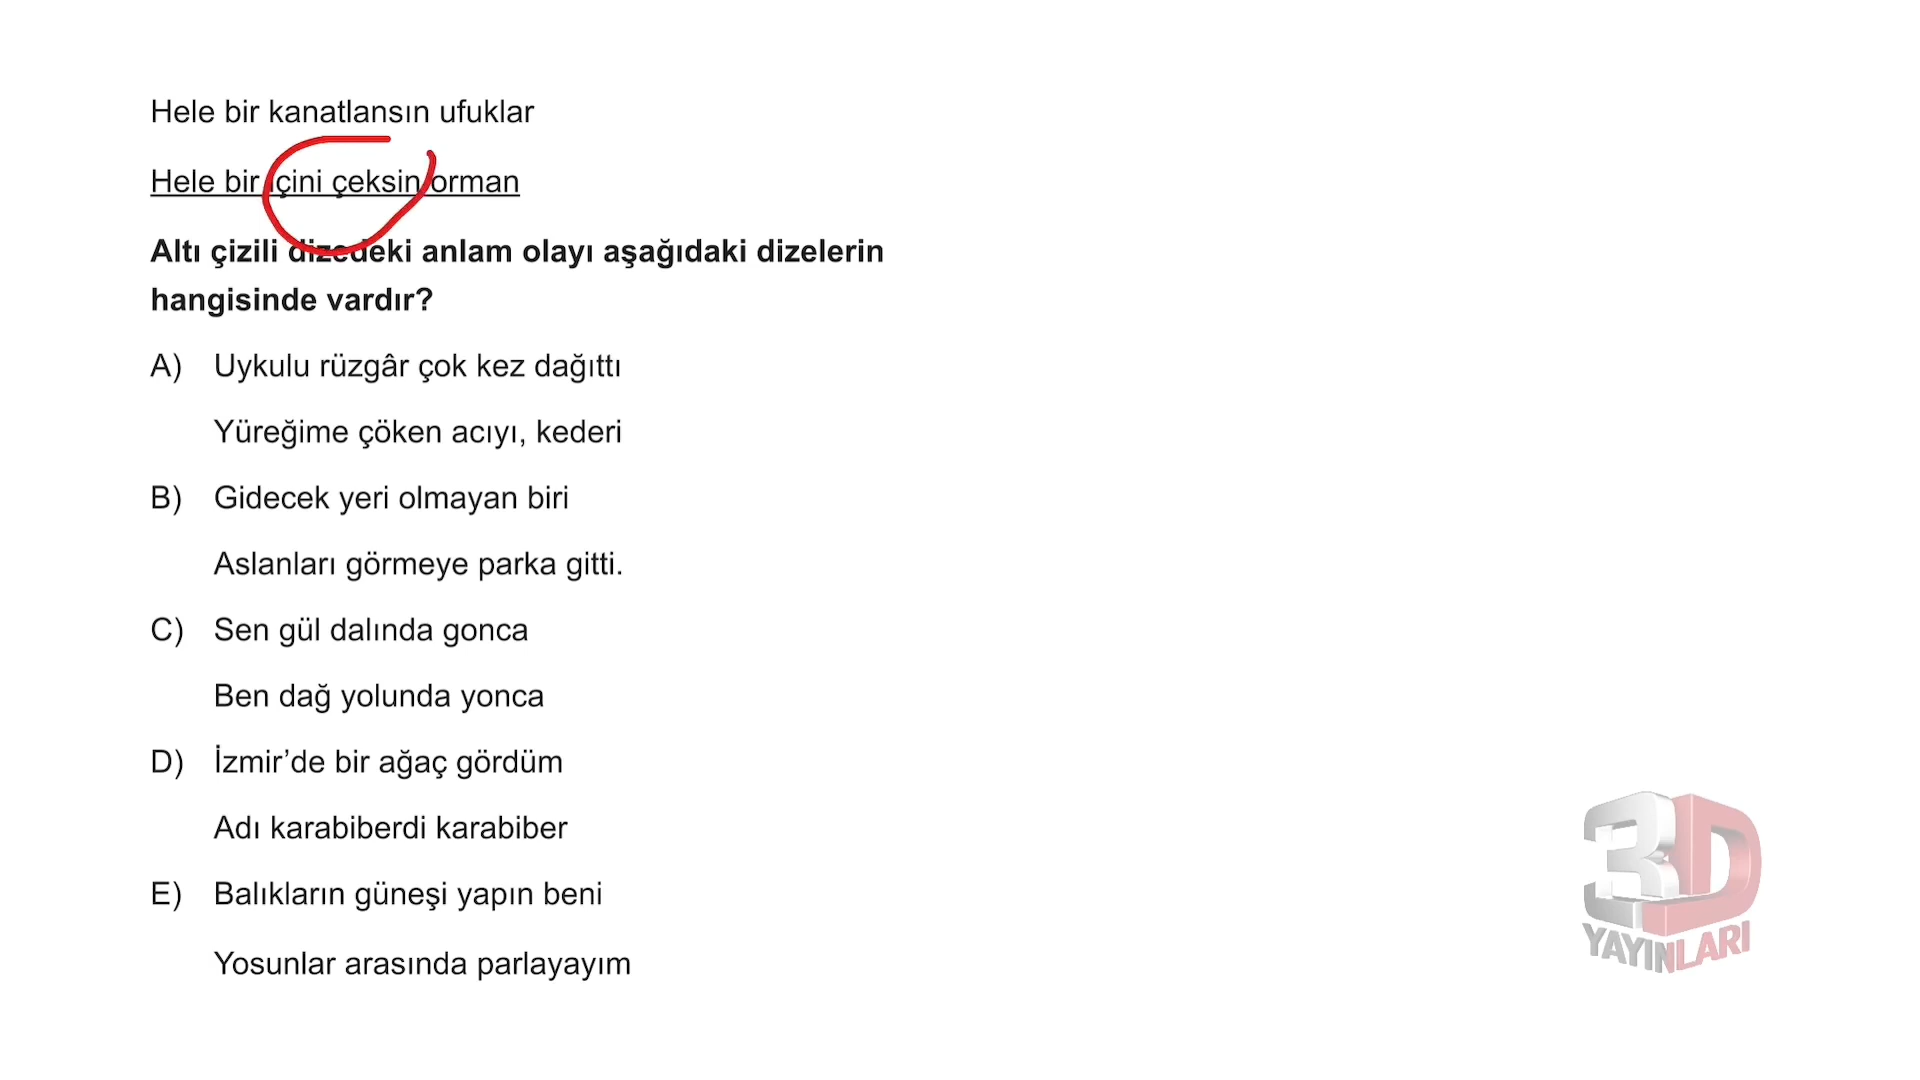 Hele bir kanatlansın ufuklar
Hele bir içini çeksin orman
Altı çizili dizedeki anlam olayı aşağıdaki dizelerin
hangisinde vardır?
A) Uykulu rüzgâr çok kez dağıttı
Yüreğime çöken acıyı, kederi
B) Gidecek yeri olmayan biri
Aslanları görmeye parka gitti.
C) Sen gül dalında gonca
Ben dağ yolunda yonca
D) İzmir’de bir ağaç gördüm
Adı karabiberdi karabiber
E) Balıkların güneşi yapın beni
Yosunlar arasında parlayayım
3D
YAYINLARI